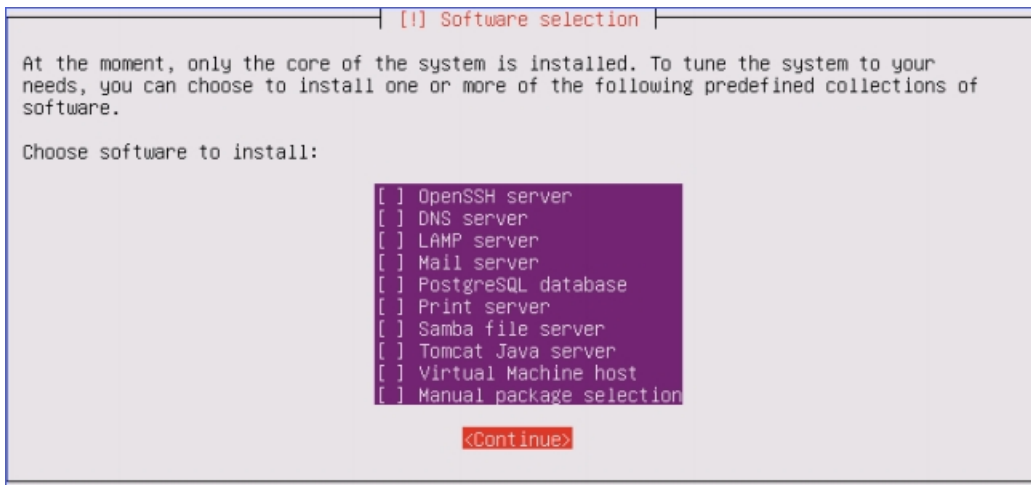 [!] Software selection
At the moment, only the core of the system is installed. To tune the system to your
needs, you can choose to install one or more of the following predefined collections of
software.
Choose software to install:
[ ] OpenSSH server
[ ] DNS server
[ ] LAMP server
[ ] Mail server
[ ] PostgreSQL database
[ ] Print server
[ ] Samba file server
[ ] Tomcat Java server
[ ] Virtual Machine host
[ ] Manual package selection
<Continue>